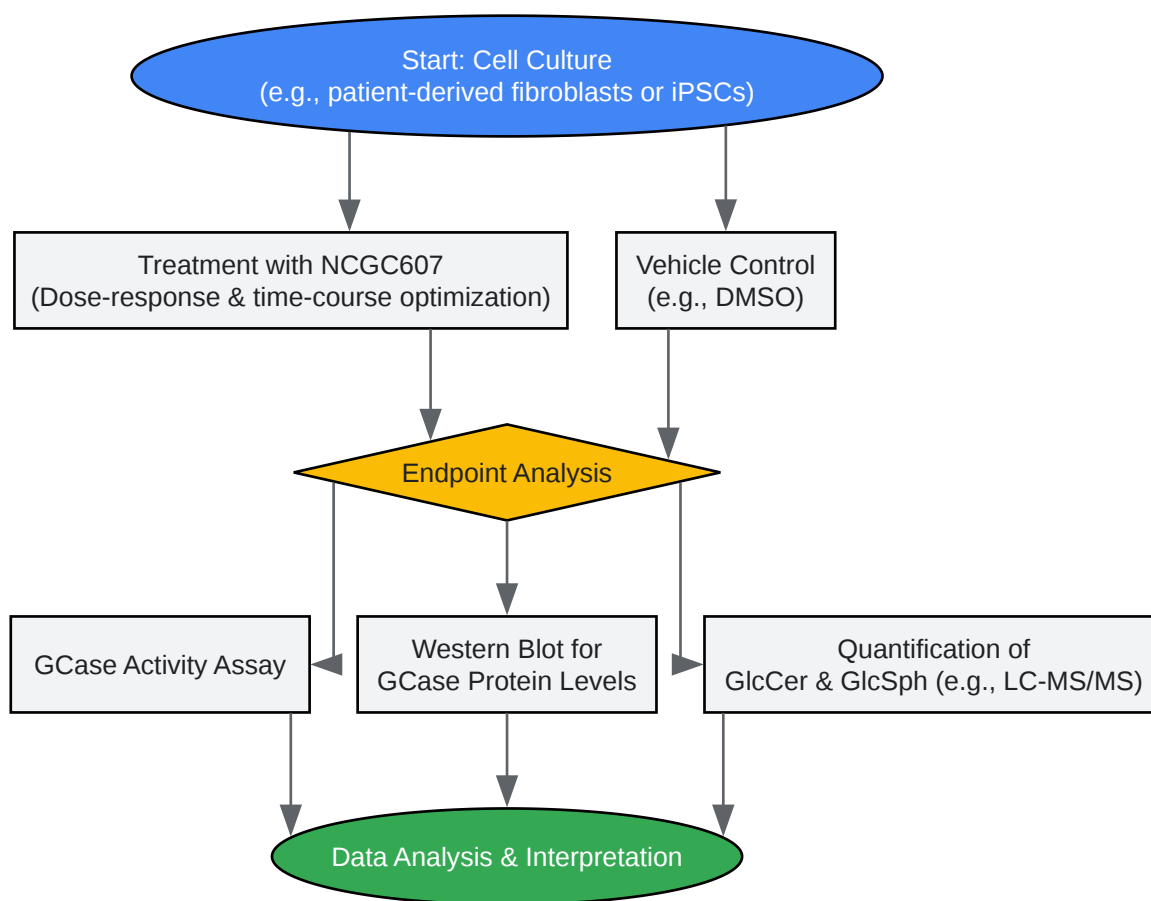 Start: Cell Culture
(e.g., patient-derived fibroblasts or iPSCs)
Treatment with NCGC607
(Dose-response & time-course optimization)
Vehicle Control
(e.g., DMSO)
Endpoint Analysis
GCase Activity Assay
Western Blot for
GCase Protein Levels
Quantification of
GlcCer & GlcSph (e.g., LC-MS/MS)
Data Analysis & Interpretation